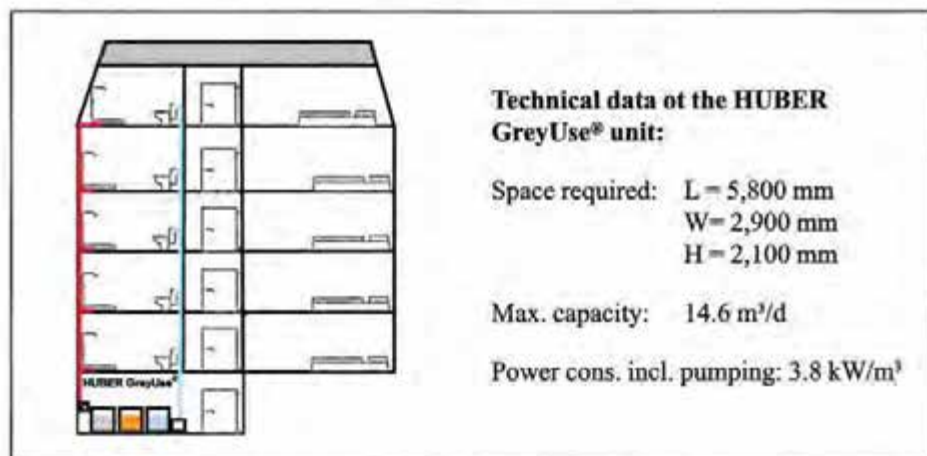 Technical data ot the HUBER
GreyUse® unit:
Space required: L = 5,800 mm
W= 2,900 mm
H = 2,100 mm
Max. capacity: 14.6 m³/d
Power cons. incl. pumping: 3.8 kW/m³
HUBER GreyUse®